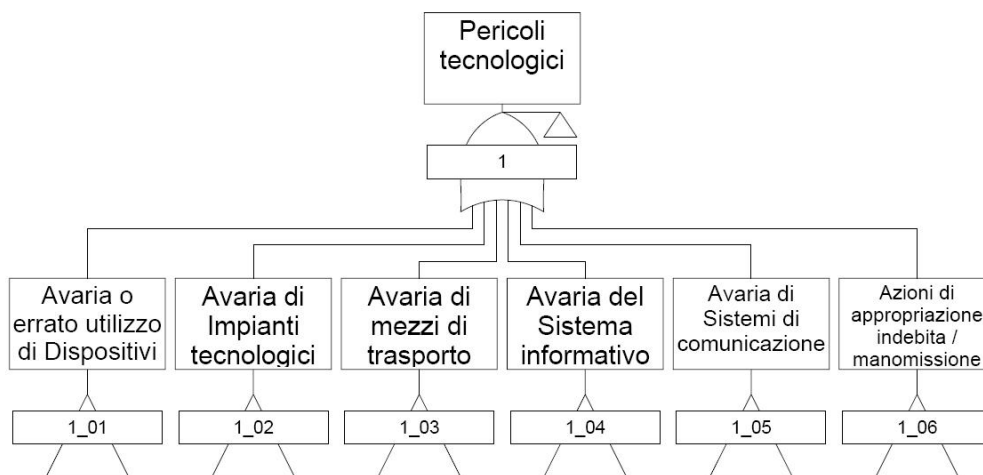 Pericoli
tecnologici
1
Avaria o
errato utilizzo
di Dispositivi
Avaria di
Impianti
tecnologici
Avaria di
mezzi di
trasporto
Avaria del
Sistema
informativo
Avaria di
Sistemi di
comunicazione
Azioni di
appropriazione
indebita /
manomissione
1_01
1_02
1_03
1_04
1_05
1_06